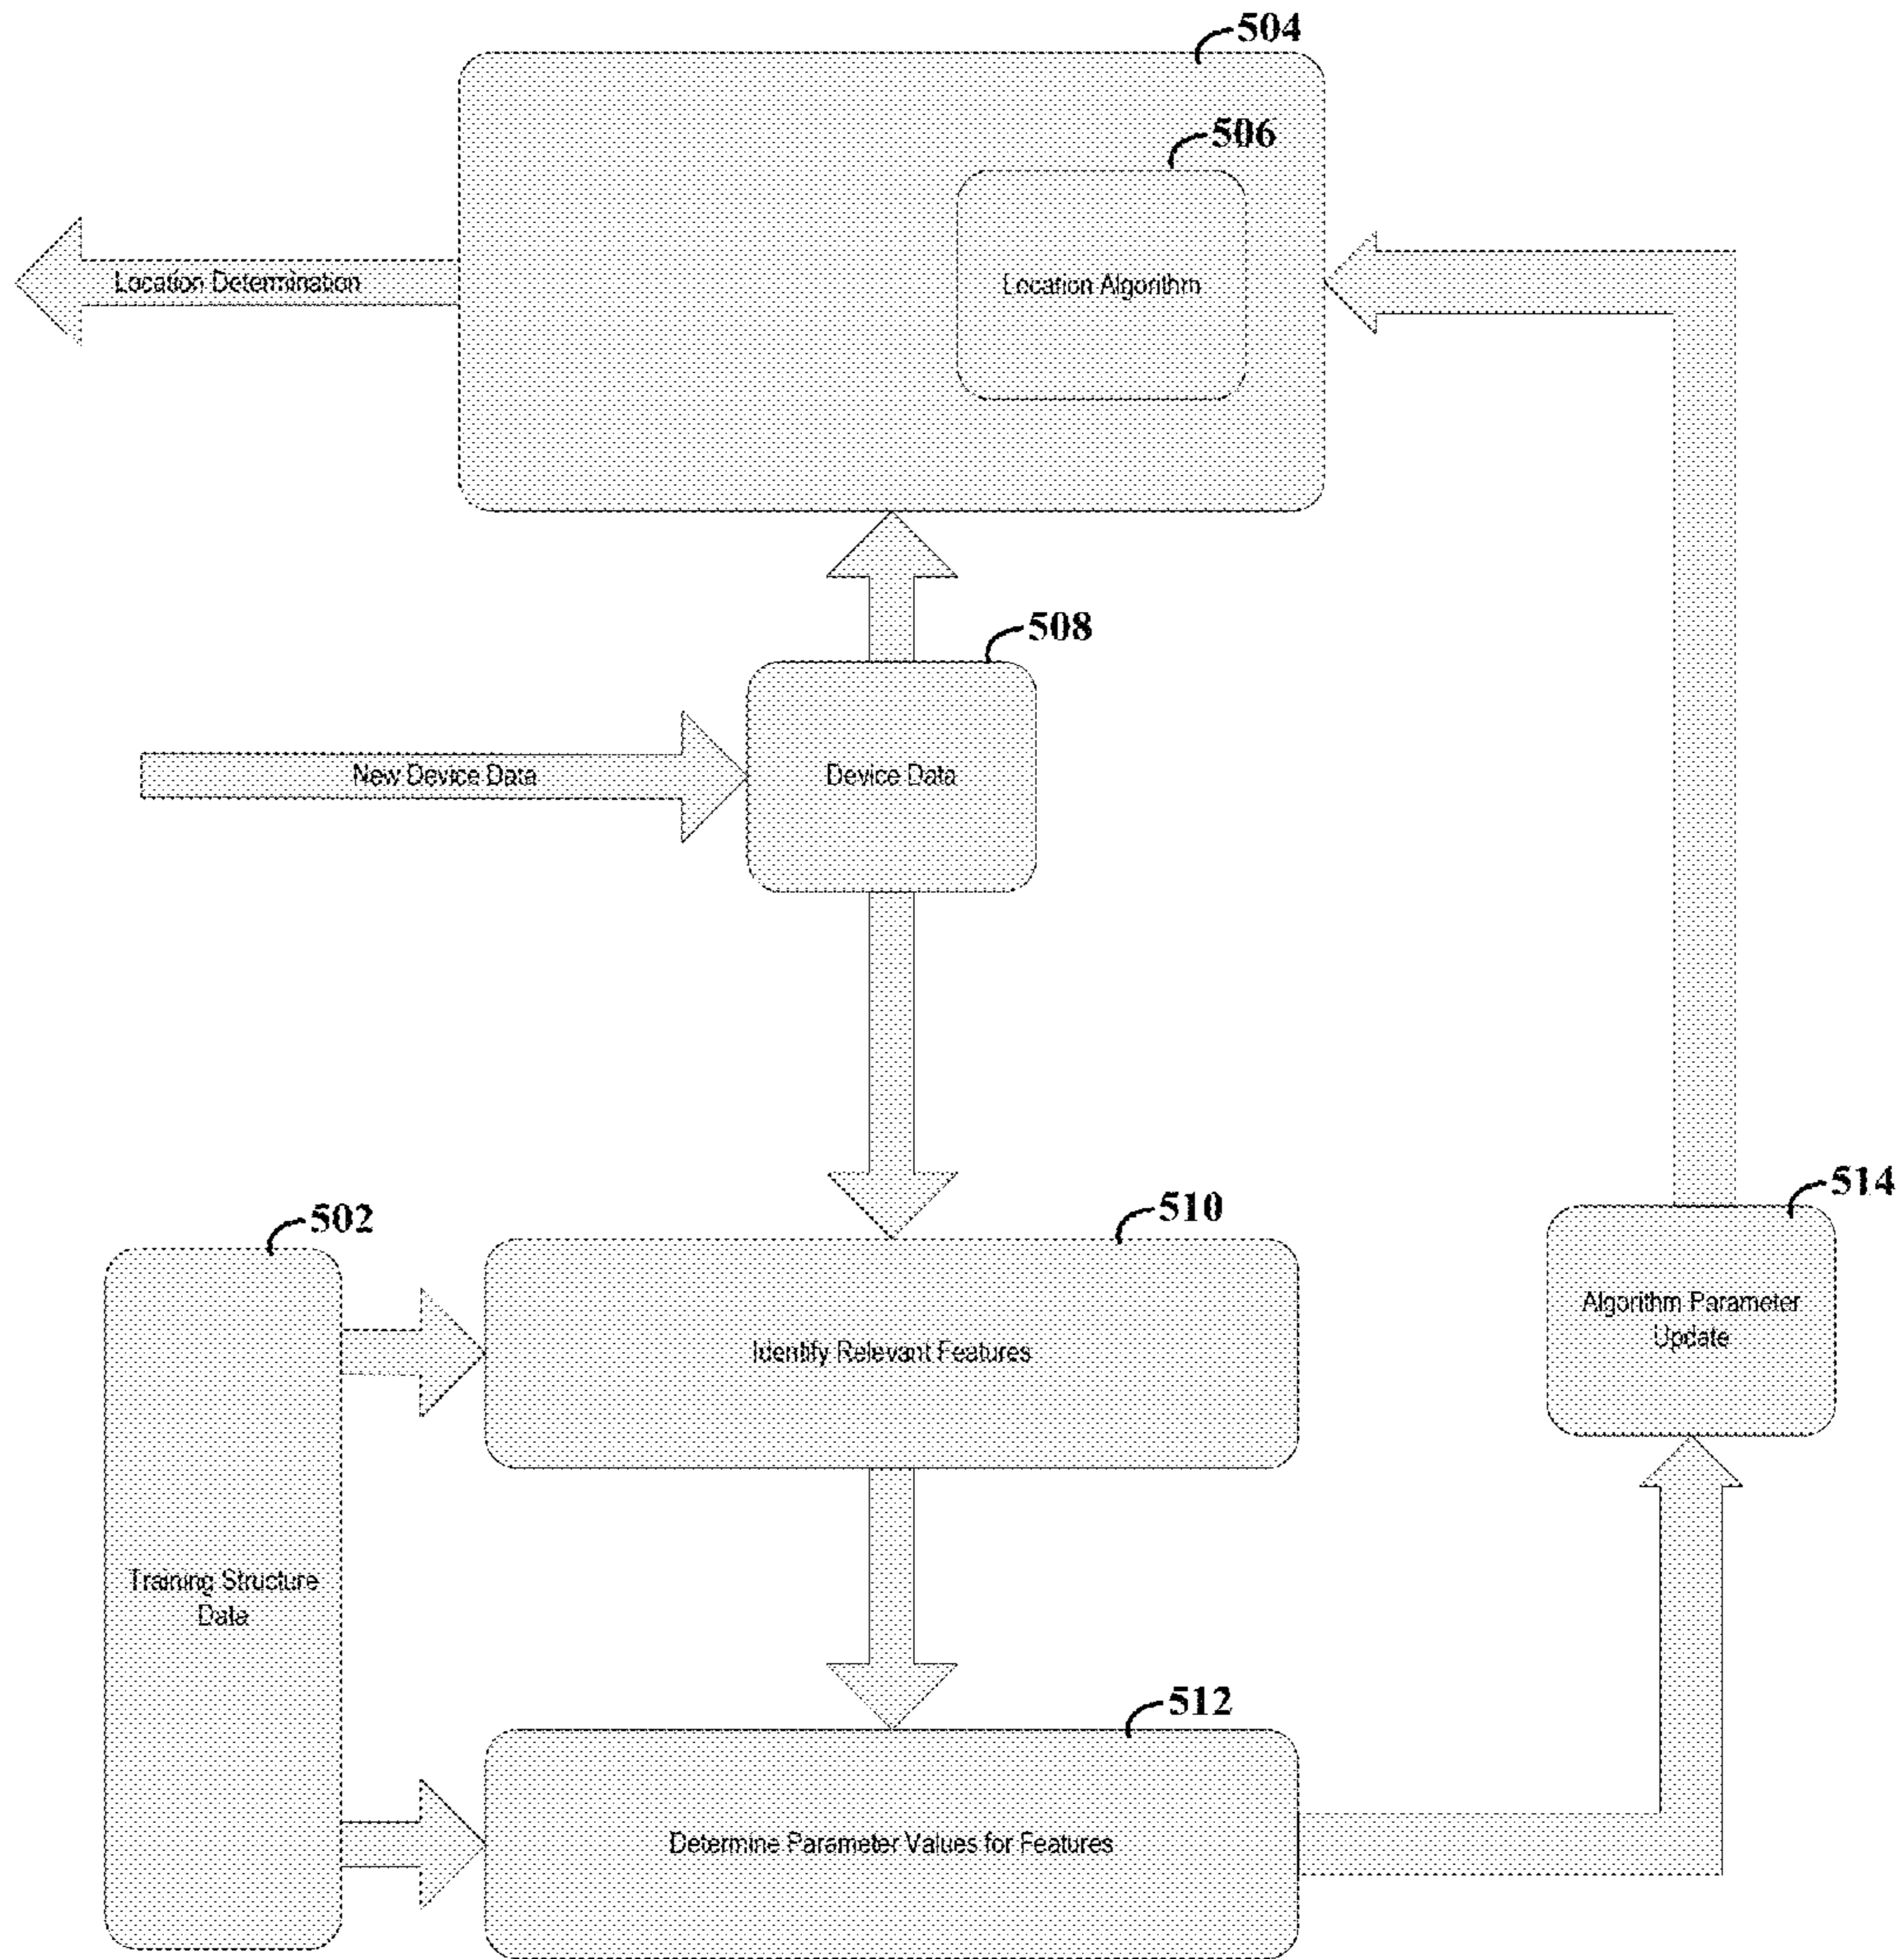 504
506
Location Determination
Location Algorithm
508
New Device Data
Device Data
502
510
514
Identify Relevant Features
Algorithm Parameter
Update
Training Structure
Data
512
Determine Parameter Values for Features